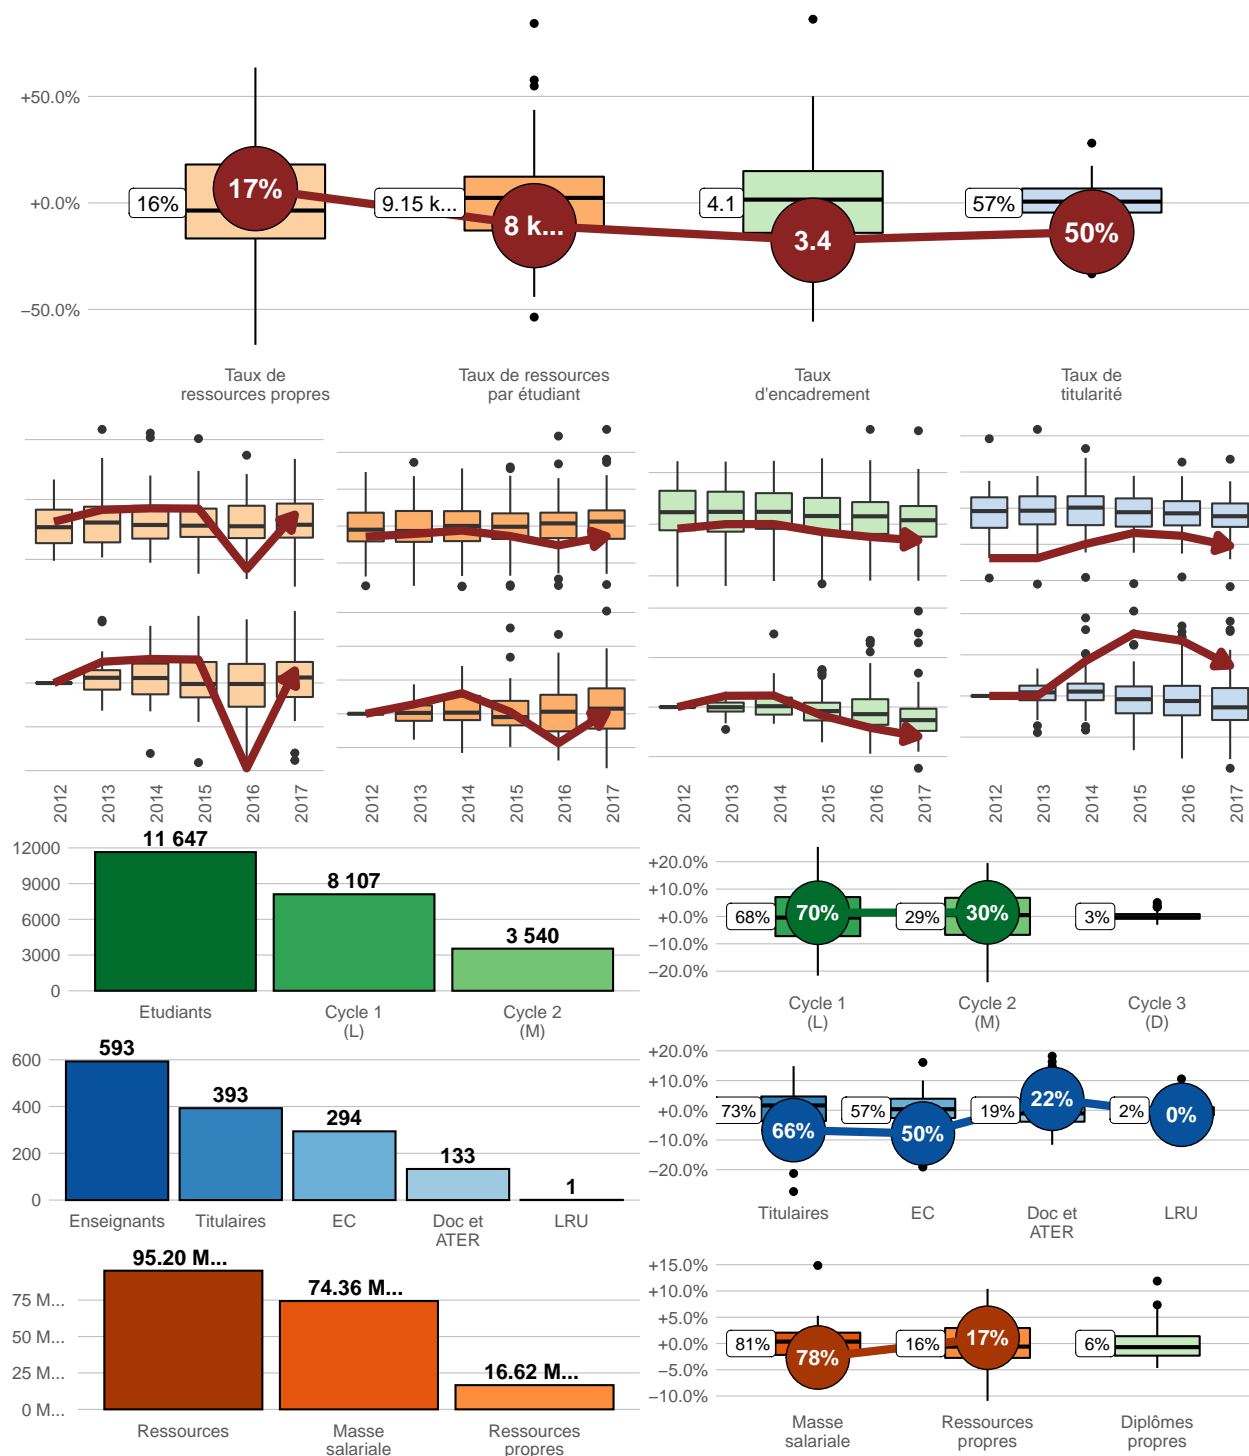 +50.0%
+0.0%
−50.0%
16%
17%
9.15 k...
8 k...
4.1
3.4
57%
50%
Taux de
ressources propres
Taux de ressources
par étudiant
Taux
d'encadrement
Taux de
titularité
2012
2013
2014
2015
2016
2017
2012
2013
2014
2015
2016
2017
2012
2013
2014
2015
2016
2017
2012
2013
2014
2015
2016
2017
12000
9000
6000
3000
0
11 647
8 107
3 540
Etudiants
Cycle 1
(L)
Cycle 2
(M)
+20.0%
+10.0%
+0.0%
−10.0%
−20.0%
68%
70%
29%
30%
3%
Cycle 1
(L)
Cycle 2
(M)
Cycle 3
(D)
600
400
200
0
593
393
294
133
1
Enseignants
Titulaires
EC
Doc et
ATER
LRU
+20.0%
+10.0%
+0.0%
−10.0%
−20.0%
73%
66%
57%
50%
19%
22%
2%
0%
Titulaires
EC
Doc et
ATER
LRU
75 M...
50 M...
25 M...
0 M...
95.20 M...
74.36 M...
16.62 M...
Ressources
Masse
salariale
Ressources
propres
+15.0%
+10.0%
+5.0%
+0.0%
−5.0%
−10.0%
81%
78%
16%
17%
6%
Masse
salariale
Ressources
propres
Diplômes
propres